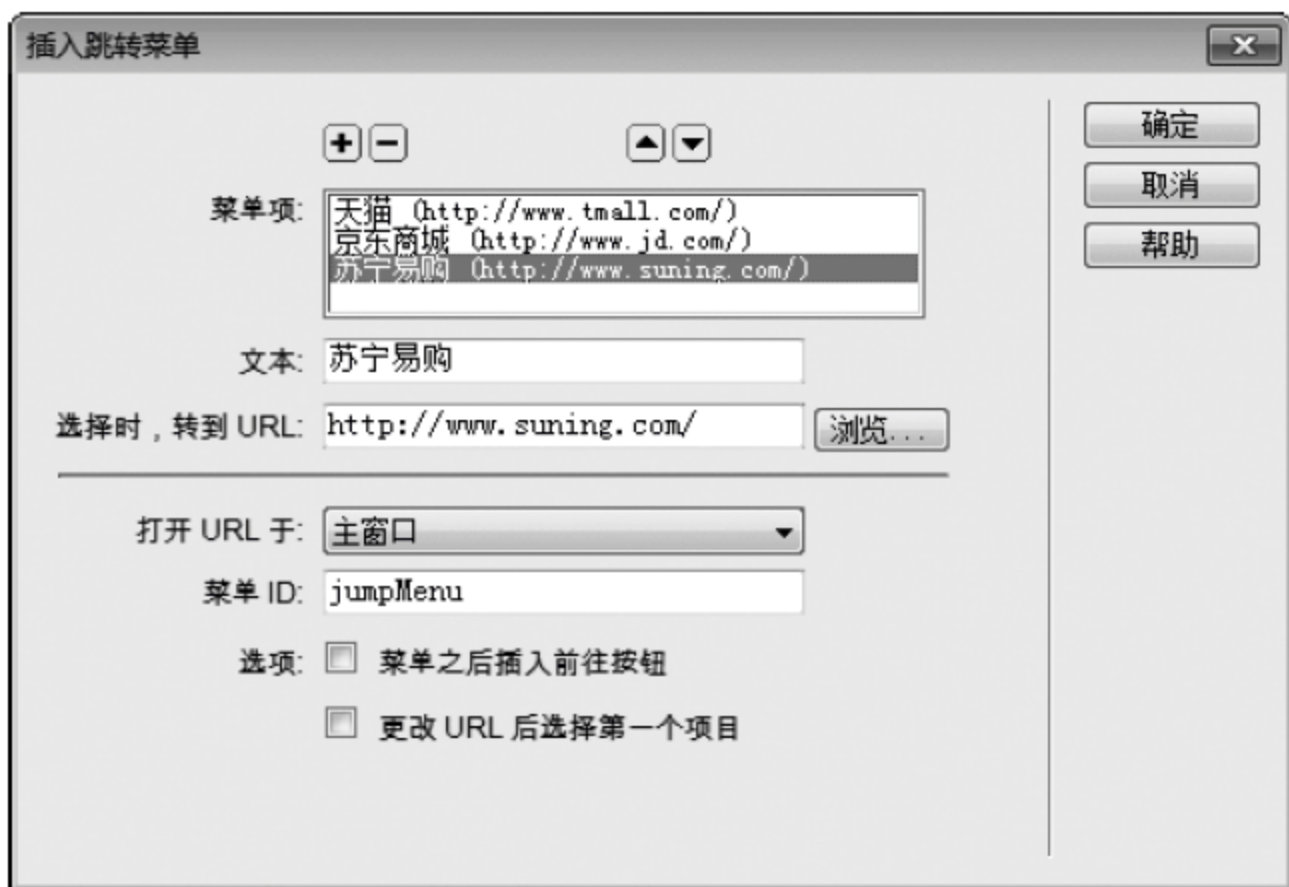 插入跳转菜单
确定
取消
帮助
菜单项:
天猫 (http://www.tmall.com/)
京东商城 (http://www.jd.com/)
苏宁易购 (http://www.suning.com/)
文本: 苏宁易购
选择时，转到 URL: http://www.suning.com/ 浏览...
打开 URL 于: 主窗口
菜单 ID: jumpMenu
选项: 菜单之后插入前往按钮
更改 URL 后选择第一个项目